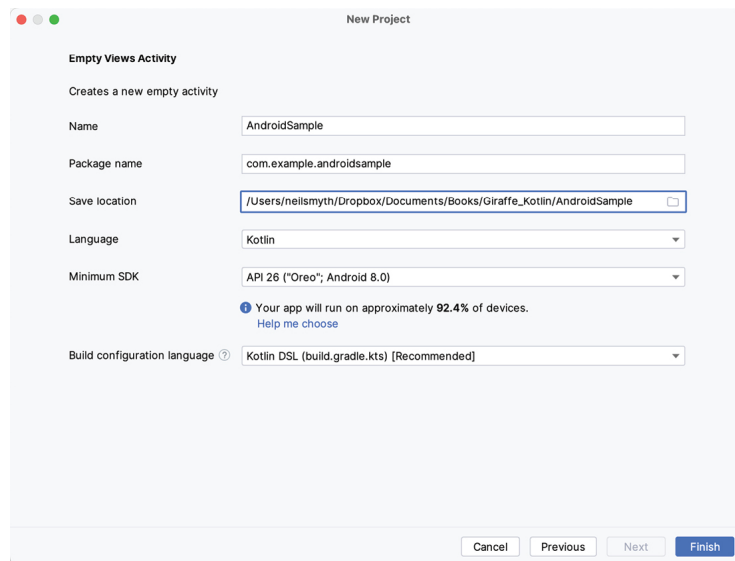 New Project
Empty Views Activity
Creates a new empty activity
Name AndroidSample
Package name com.example.androidsample
Save location /Users/neilsmyth/Dropbox/Documents/Books/Giraffe_Kotlin/AndroidSample
Language Kotlin
Minimum SDK API 26 ("Oreo"; Android 8.0)
Your app will run on approximately 92.4% of devices.
Help me choose
Build configuration language ? Kotlin DSL (build.gradle.kts) [Recommended]
Cancel Previous Next Finish